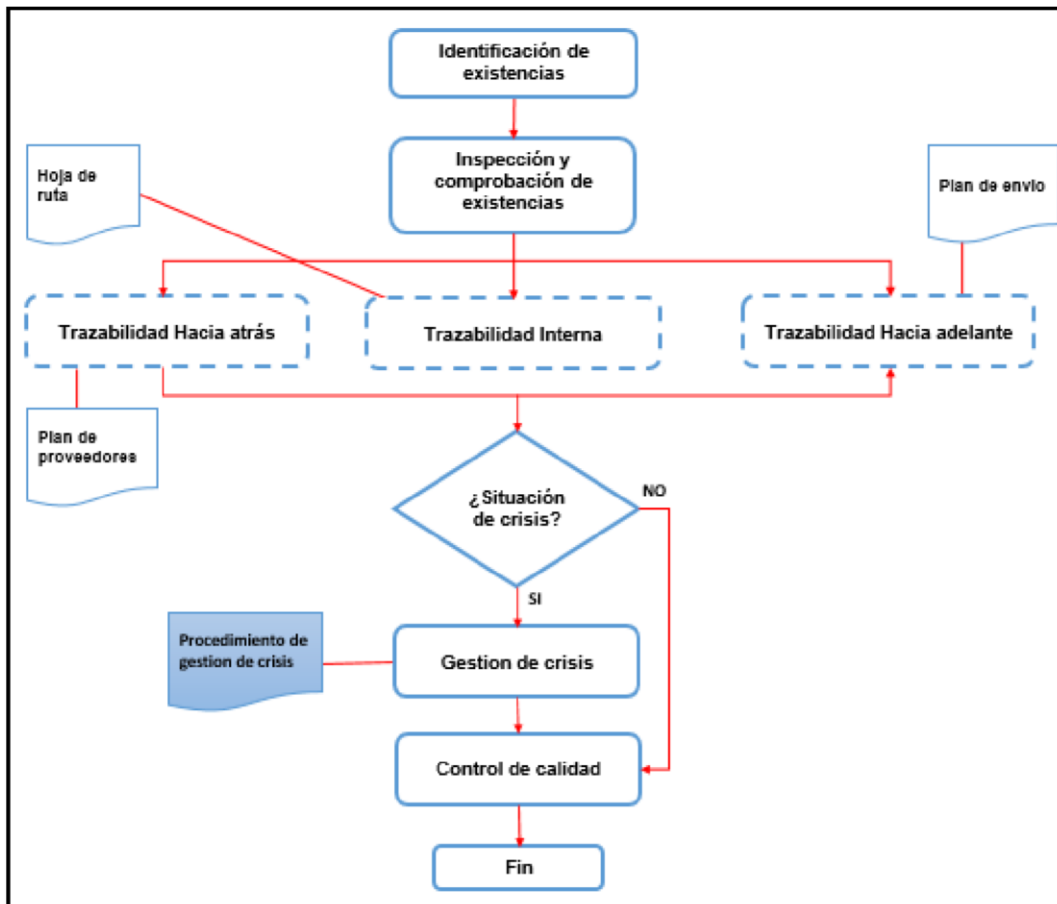 Identificación de
existencias
Inspección y
comprobación de
existencias
Hoja de
ruta
Plan de envio
Trazabilidad Hacia atrás
Trazabilidad Interna
Trazabilidad Hacia adelante
Plan de
proveedores
¿Situación
de crisis?
NO
SI
Procedimiento de
gestion de crisis
Gestion de crisis
Control de calidad
Fin